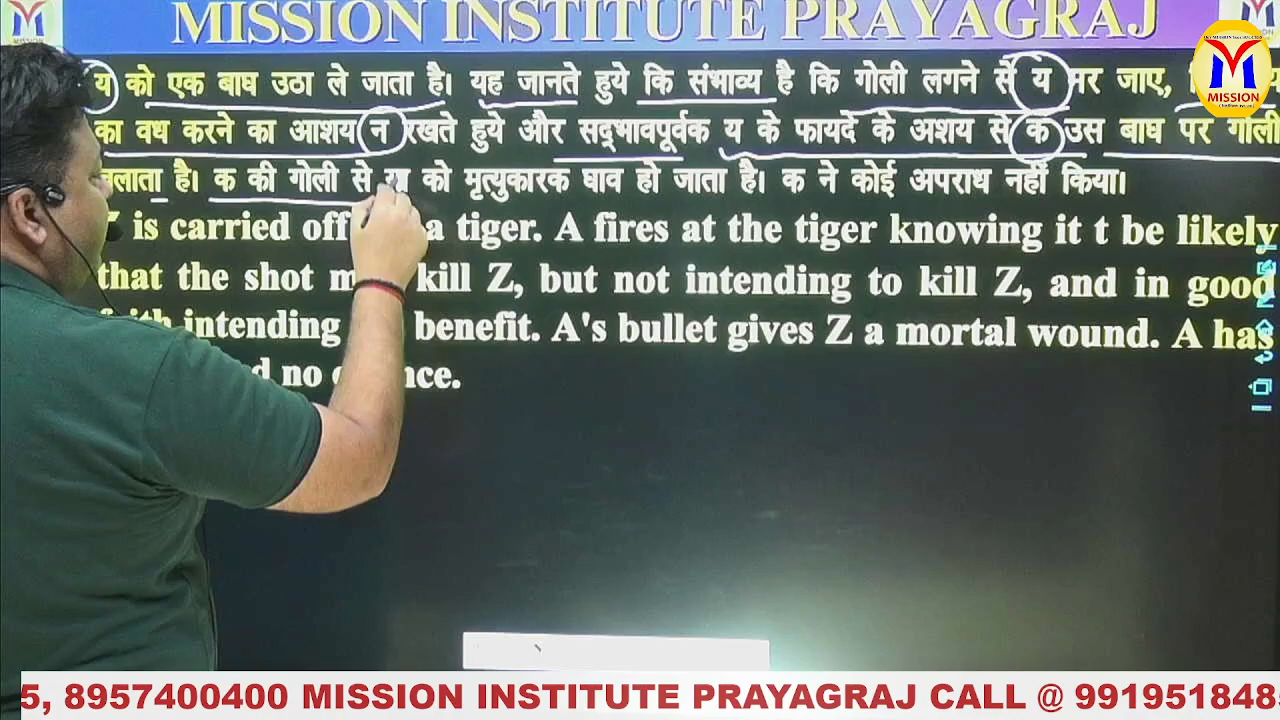 MISSION INSTITUTE PRAYAGRAJ
य को एक बाघ उठा ले जाता है। यह जानते हुये कि संभाव्य है कि गोली लगने से य मर जाए,
का वध करने का आशय न रखते हुये और सद्भावपूर्वक य के फायदे के अशय से क उस बाघ पर गोली
है। क की गोली से को मृत्युकारक घाव हो जाता है। क ने कोई अपराध नहीं किया।
is carried off a tiger. A fires at the tiger knowing it t be likely
that the shot kill Z, but not intending to kill Z, and in good
intending benefit. A's bullet gives Z a mortal wound. A has
no
MISSION
5, 8957400400 MISSION INSTITUTE PRAYAGRAJ CALL @ 991951848